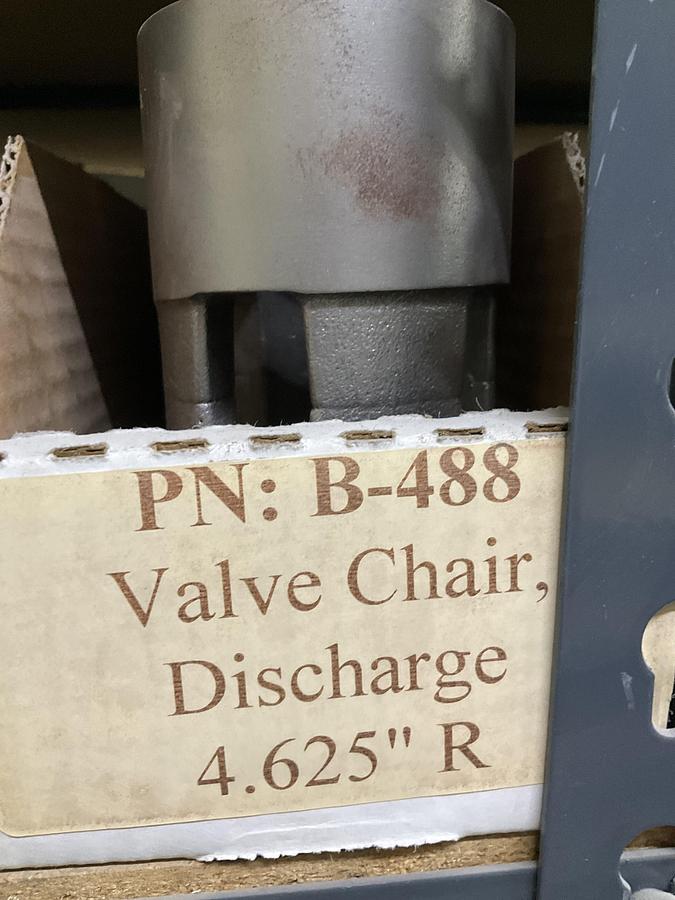 PN: B-488
Valve Chair,
Discharge
4.625" R